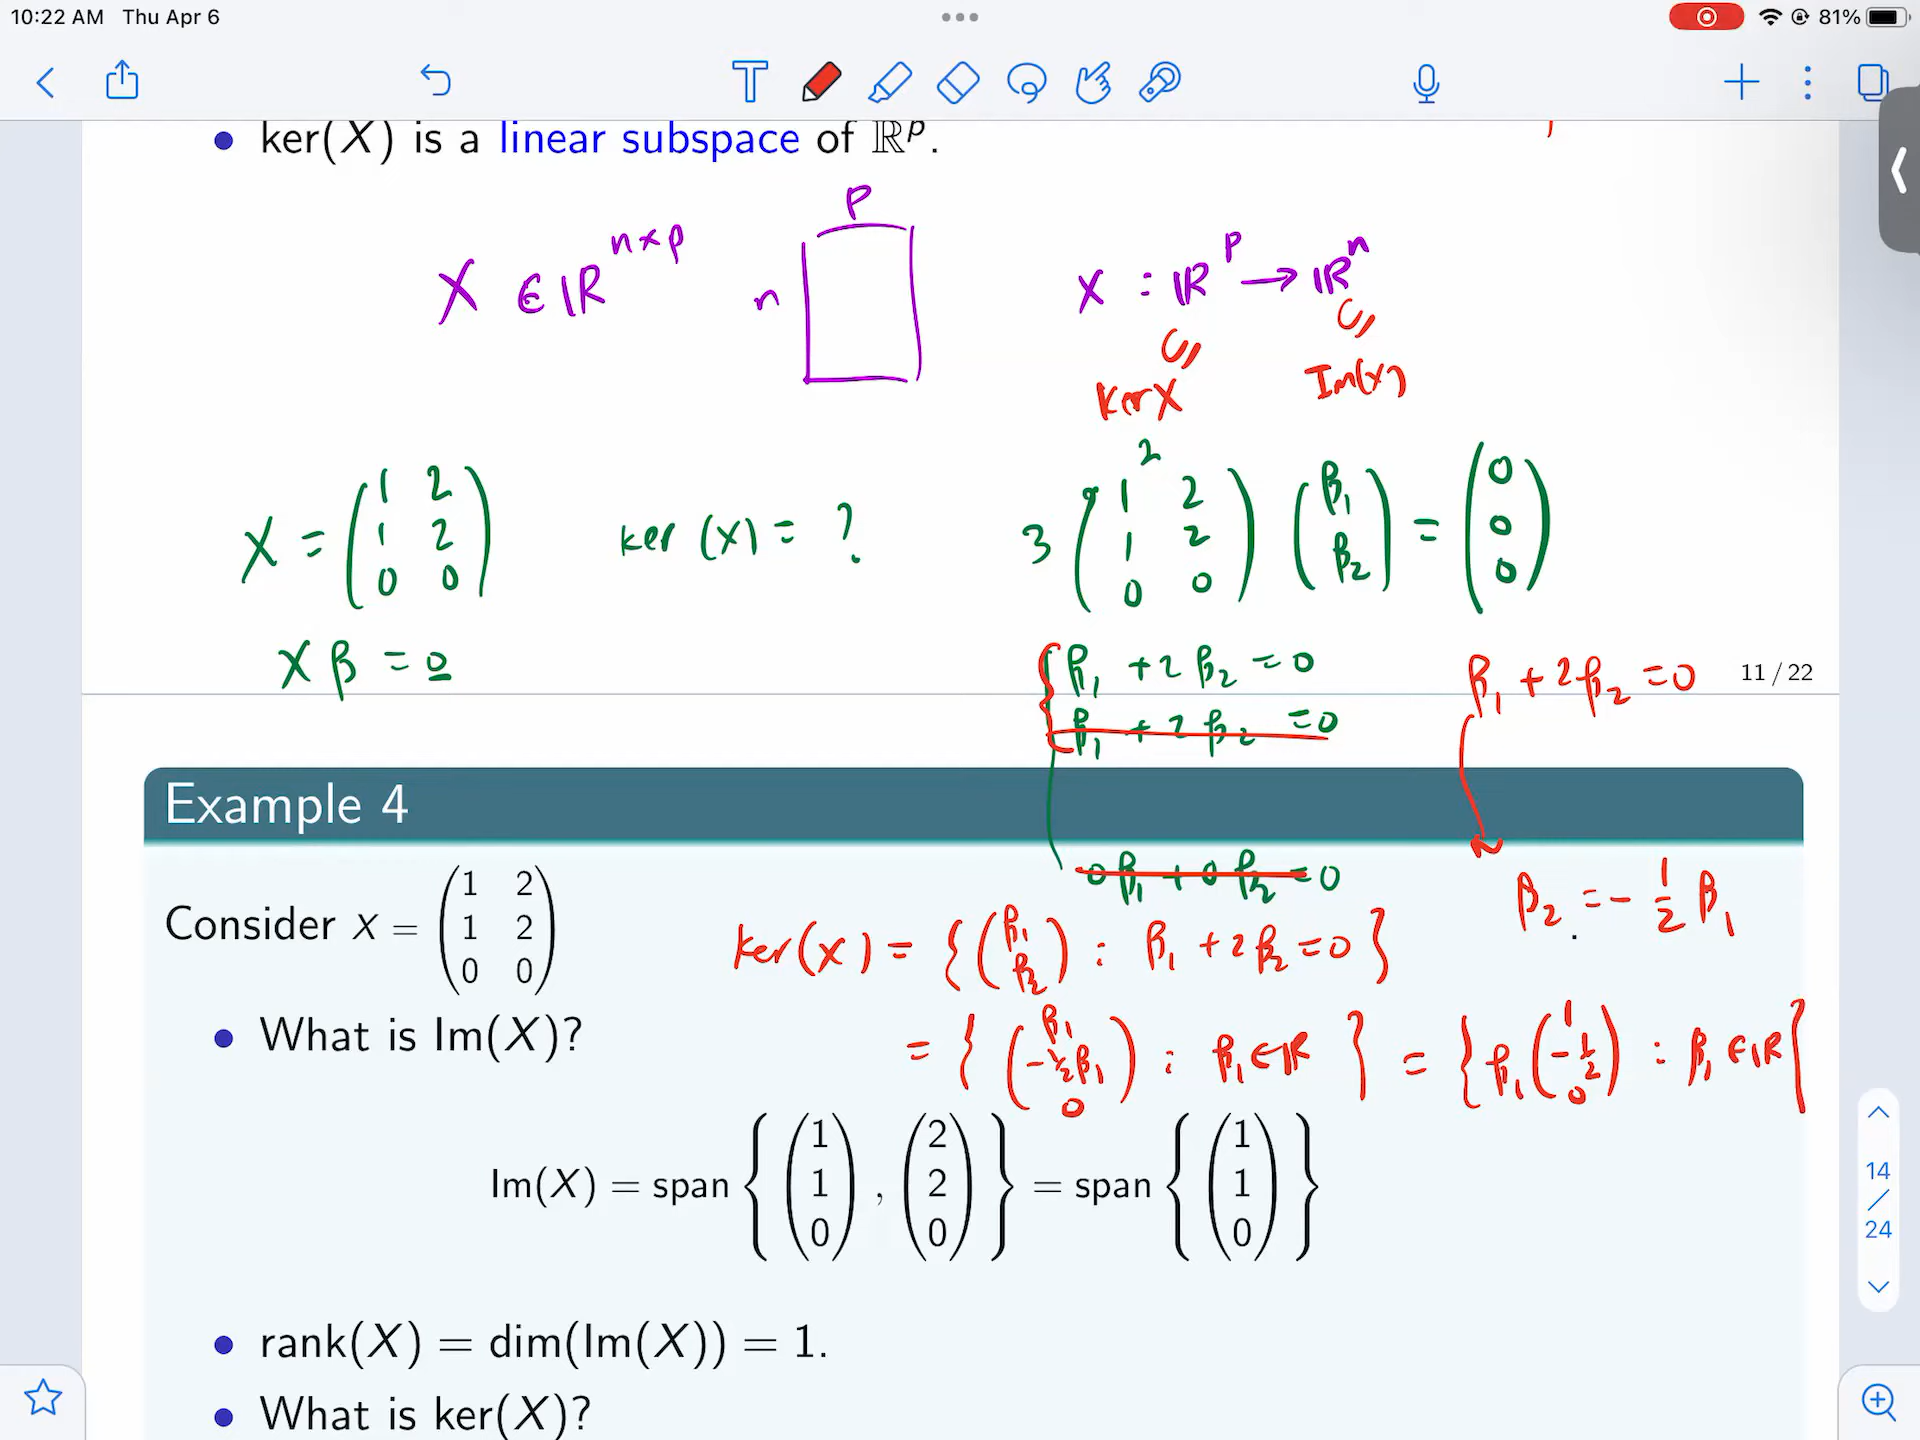 10:22 AM Thu Apr 6
81%
T
• ker(X) is a linear subspace of ℝᵖ.
X ∈ ℝⁿˣᵖ
p
n
X : ℝᵖ → ℝⁿ
⊆ ⊆
ker X Im(X)
X = (1 2; 1 2; 0 0)
ker (X) = ?
2
3 (1 2; 1 2; 0 0) (β₁; β₂) = (0; 0; 0)
X β = 0
β₁ + 2 β₂ = 0
β₁ + 2β₂ = 0
11 / 22
β₁ + 2 β₂ = 0
Example 4
0 β₁ + 0 β₂ = 0
β₂ = - 1/2 β₁
Consider X = (1 2; 1 2; 0 0)
ker(X) = {(β₁; β₂) : β₁ + 2β₂ = 0}
• What is Im(X)?
= {(β₁; -½β₁; 0) : β₁ ∈ ℝ} = {β₁(1; -½; 0) : β₁ ∈ ℝ}
Im(X) = span {(1; 1; 0), (2; 2; 0)} = span {(1; 1; 0)}
14
/
24
• rank(X) = dim(Im(X)) = 1.
• What is ker(X)?